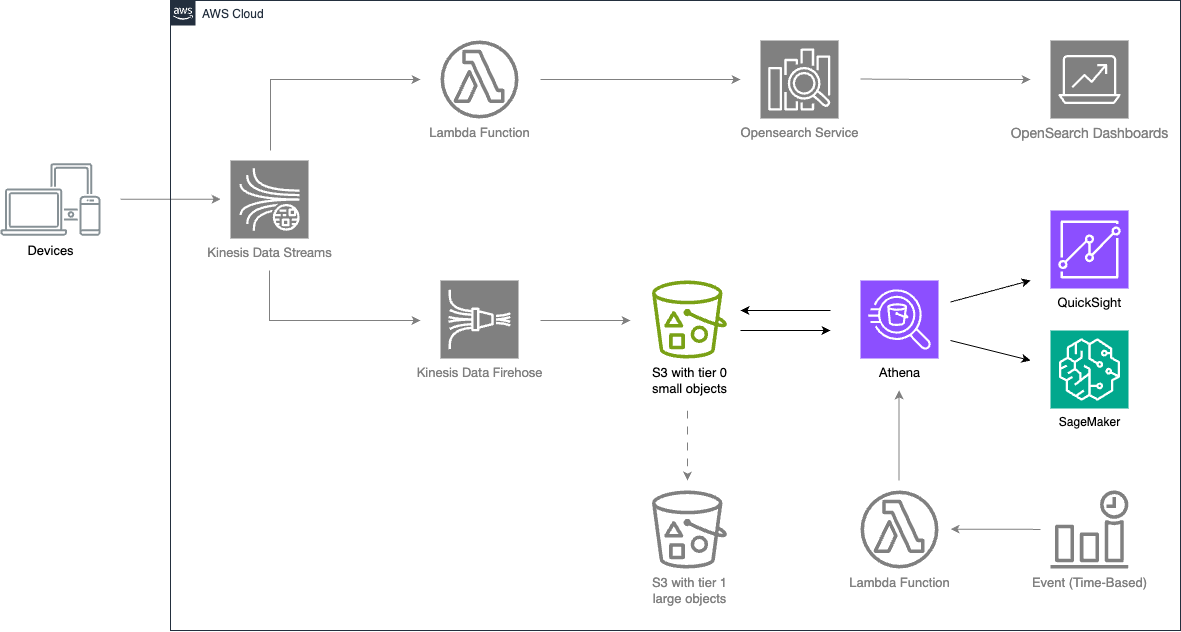 aws
AWS Cloud
Lambda Function
Opensearch Service
OpenSearch Dashboards
Devices
Kinesis Data Streams
QuickSight
Kinesis Data Firehose
S3 with tier 0
small objects
Athena
SageMaker
S3 with tier 1
large objects
Lambda Function
Event (Time-Based)